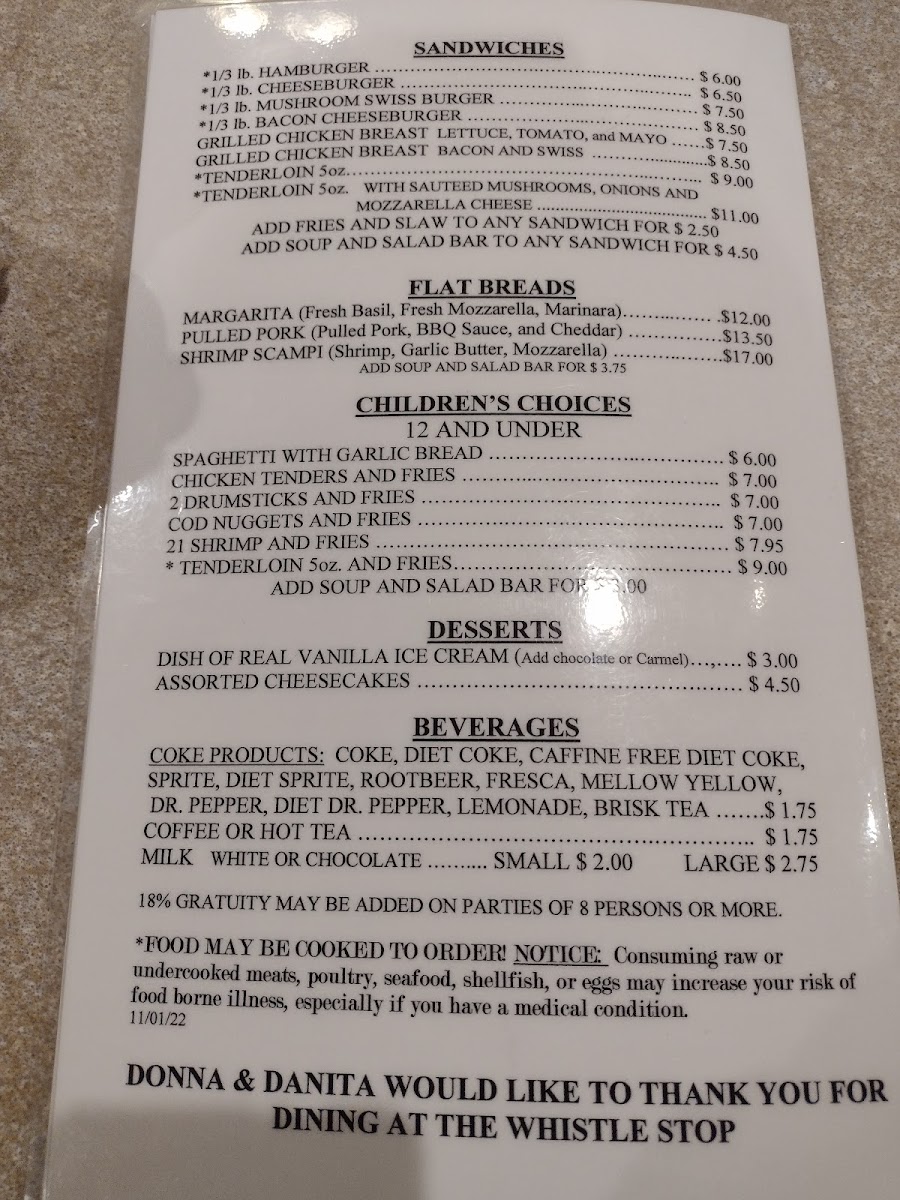 SANDWICHES
*1/3 lb. HAMBURGER ........ $ 6.00
*1/3 lb. CHEESEBURGER ........ $ 6.50
*1/3 lb. MUSHROOM SWISS BURGER ........ $ 7.50
*1/3 lb. BACON CHEESEBURGER ........ $ 8.50
GRILLED CHICKEN BREAST LETTUCE, TOMATO, and MAYO ...... $ 7.50
GRILLED CHICKEN BREAST BACON AND SWISS ........ $ 8.50
*TENDERLOIN 5oz. ........ $ 9.00
*TENDERLOIN 5oz. WITH SAUTEED MUSHROOMS, ONIONS AND
MOZZARELLA CHEESE ........ $11.00
ADD FRIES AND SLAW TO ANY SANDWICH FOR $ 2.50
ADD SOUP AND SALAD BAR TO ANY SANDWICH FOR $ 4.50
FLAT BREADS
MARGARITA (Fresh Basil, Fresh Mozzarella, Marinara)........ $12.00
PULLED PORK (Pulled Pork, BBQ Sauce, and Cheddar) ........ $13.50
SHRIMP SCAMPI (Shrimp, Garlic Butter, Mozzarella) ........ $17.00
ADD SOUP AND SALAD BAR FOR $ 3.75
CHILDREN'S CHOICES
12 AND UNDER
SPAGHETTI WITH GARLIC BREAD ........ $ 6.00
CHICKEN TENDERS AND FRIES ........ $ 7.00
2 DRUMSTICKS AND FRIES ........ $ 7.00
COD NUGGETS AND FRIES ........ $ 7.00
21 SHRIMP AND FRIES ........ $ 7.95
* TENDERLOIN 5oz. AND FRIES........ $ 9.00
ADD SOUP AND SALAD BAR FOR
DESSERTS
DISH OF REAL VANILLA ICE CREAM (Add chocolate or Carmel)...,.... $ 3.00
ASSORTED CHEESECAKES ........ $ 4.50
BEVERAGES
COKE PRODUCTS: COKE, DIET COKE, CAFFINE FREE DIET COKE,
SPRITE, DIET SPRITE, ROOTBEER, FRESCA, MELLOW YELLOW,
DR. PEPPER, DIET DR. PEPPER, LEMONADE, BRISK TEA .......$ 1.75
COFFEE OR HOT TEA ........ $ 1.75
MILK WHITE OR CHOCOLATE ......... SMALL $ 2.00 LARGE $ 2.75
18% GRATUITY MAY BE ADDED ON PARTIES OF 8 PERSONS OR MORE.
*FOOD MAY BE COOKED TO ORDER! NOTICE: Consuming raw or
undercooked meats, poultry, seafood, shellfish, or eggs may increase your risk of
food borne illness, especially if you have a medical condition.
11/01/22
DONNA & DANITA WOULD LIKE TO THANK YOU FOR
DINING AT THE WHISTLE STOP